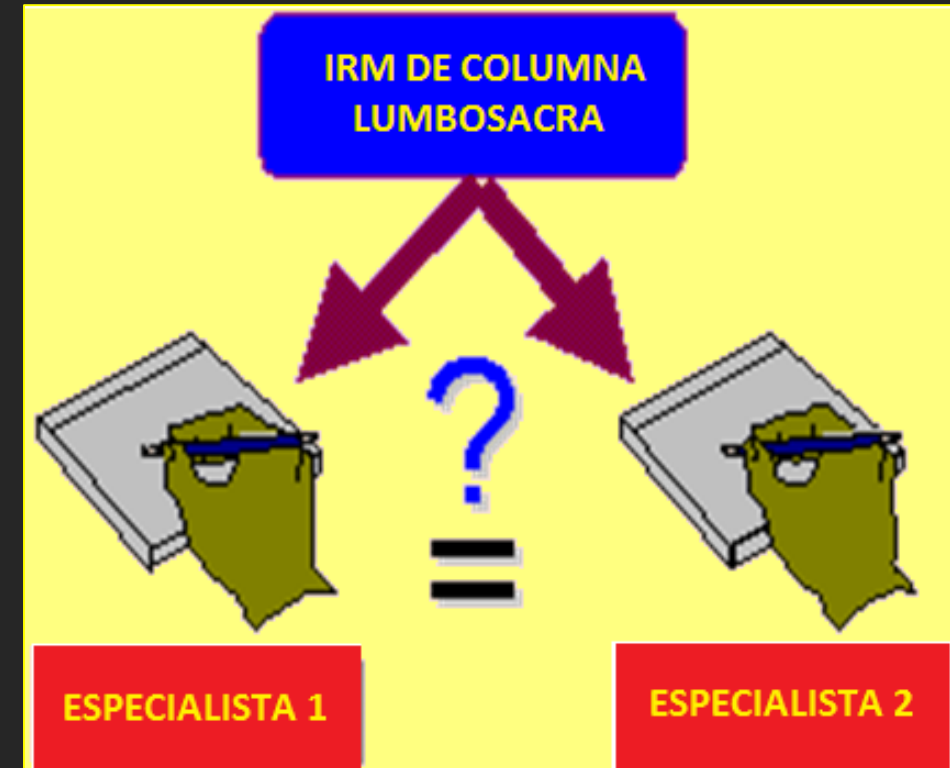 IRM DE COLUMNA
LUMBOSACRA
?
=
ESPECIALISTA 1
ESPECIALISTA 2